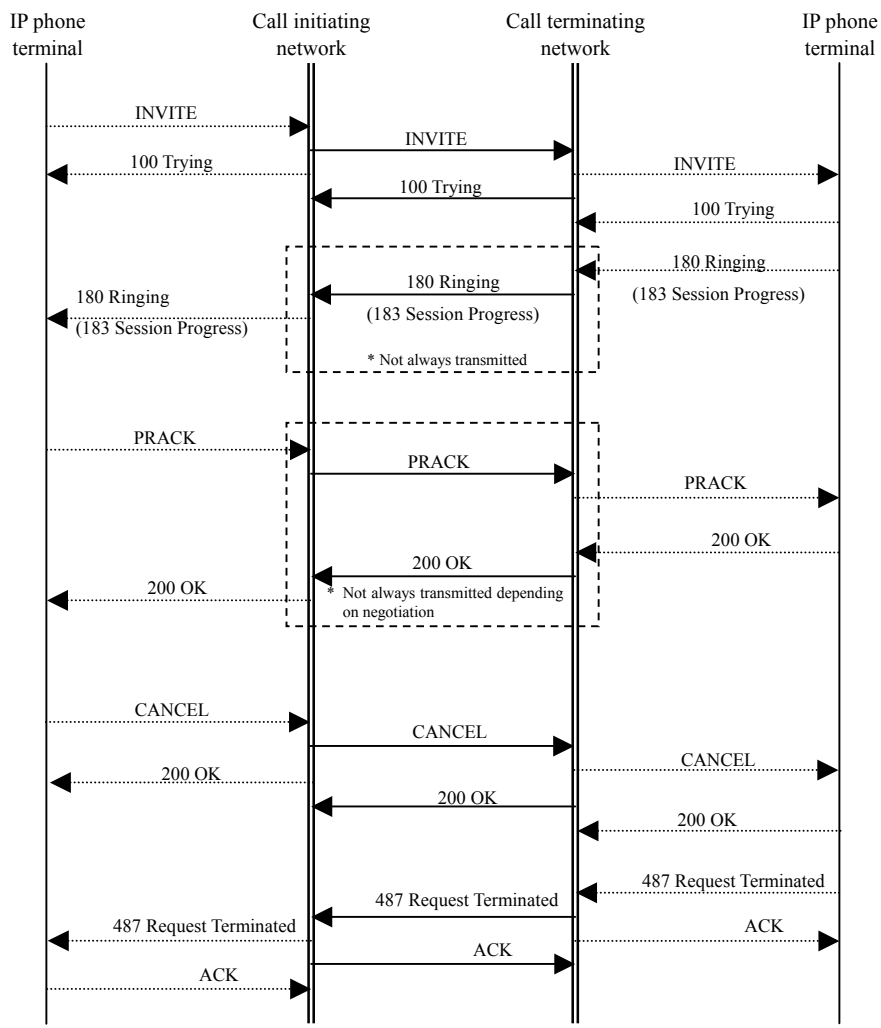 IP phone
terminal
Call initiating
network
Call terminating
network
IP phone
terminal
INVITE
INVITE
100 Trying
INVITE
100 Trying
100 Trying
180 Ringing
180 Ringing
(183 Session Progress)
180 Ringing
(183 Session Progress)
(183 Session Progress)
* Not always transmitted
PRACK
PRACK
PRACK
200 OK
200 OK
200 OK
* Not always transmitted depending
on negotiation
CANCEL
CANCEL
CANCEL
200 OK
200 OK
200 OK
487 Request Terminated
487 Request Terminated
487 Request Terminated
ACK
ACK
ACK